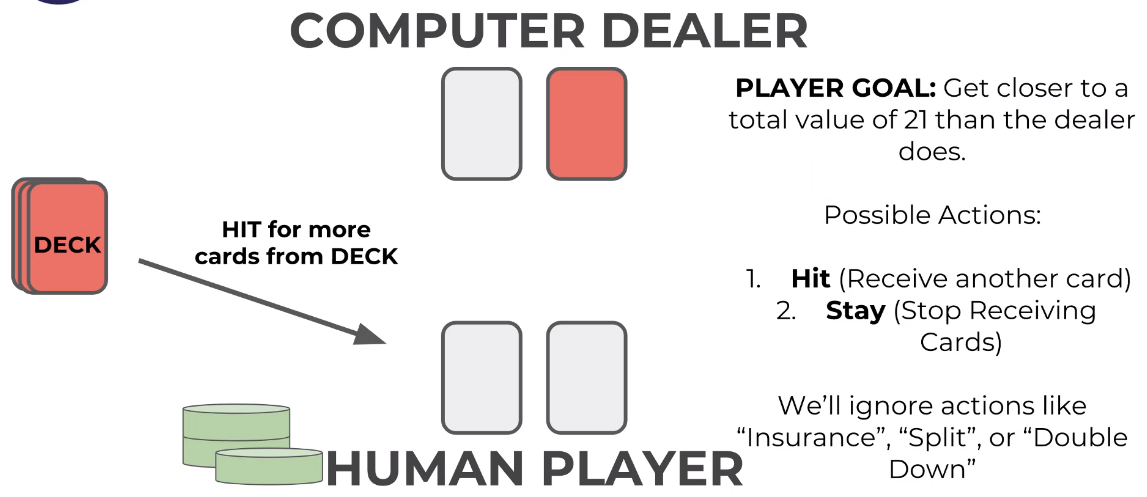 COMPUTER DEALER
PLAYER GOAL: Get closer to a
total value of 21 than the dealer
does.
Possible Actions:
1. Hit (Receive another card)
2. Stay (Stop Receiving
Cards)
We’ll ignore actions like
“Insurance”, “Split”, or “Double
Down”
DECK
HIT for more
cards from DECK
HUMAN PLAYER